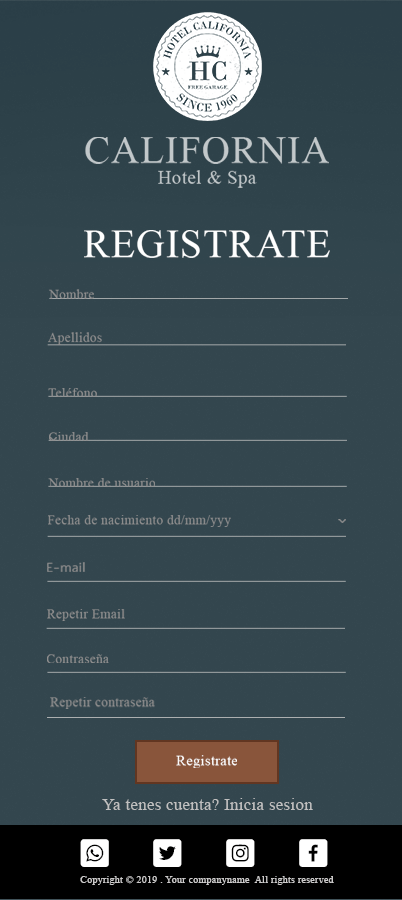 HOTEL CALIFORNIA
HC
FREE GARAGE
SINCE 1960
CALIFORNIA
Hotel & Spa
REGISTRATE
Nombre
Apellidos
Teléfono
Ciudad
Nombre de usuario
Fecha de nacimiento dd/mm/yyy
E-mail
Repetir Email
Contraseña
Repetir contraseña
Registrate
Ya tenes cuenta? Inicia sesion
Copyright © 2019 . Your companyname All rights reserved